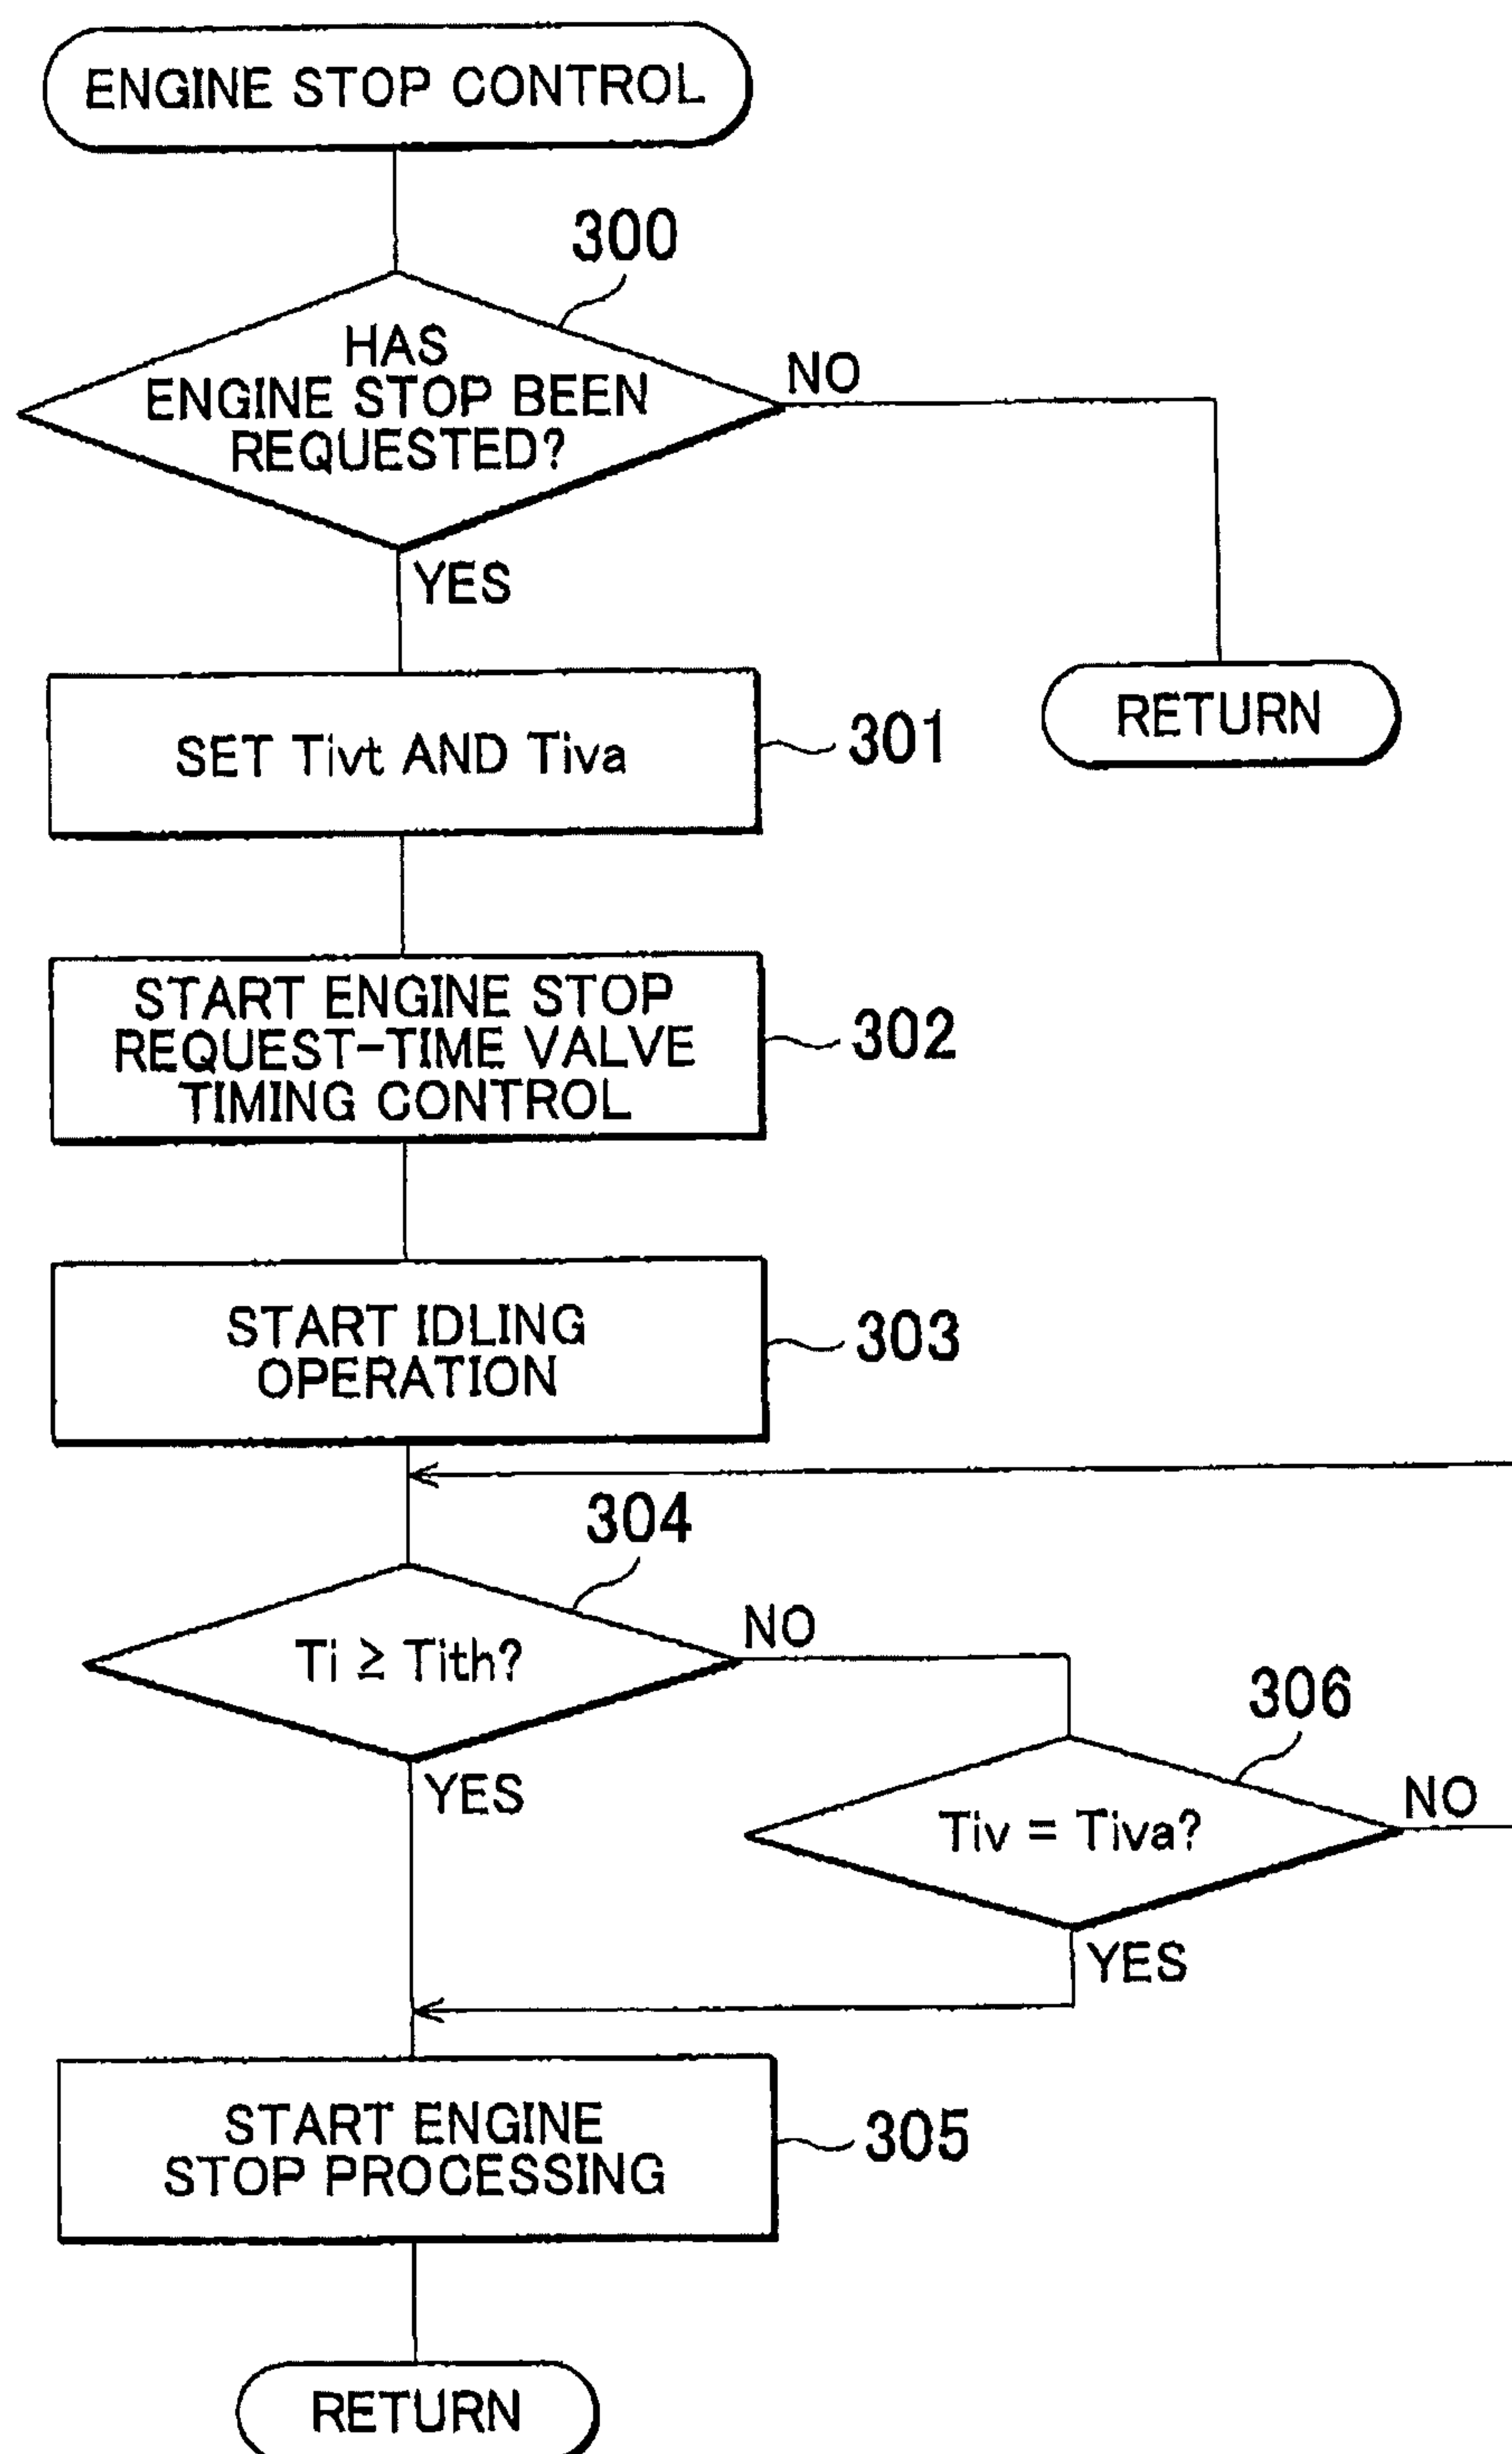 ENGINE STOP CONTROL
300
HAS
ENGINE STOP BEEN
REQUESTED?
NO
YES
SET Tivt AND Tiva
301
RETURN
START ENGINE STOP
REQUEST-TIME VALVE
TIMING CONTROL
302
START IDLING
OPERATION
303
304
Ti ≥ Tith?
NO
YES
306
Tiv = Tiva?
NO
YES
START ENGINE
STOP PROCESSING
305
RETURN